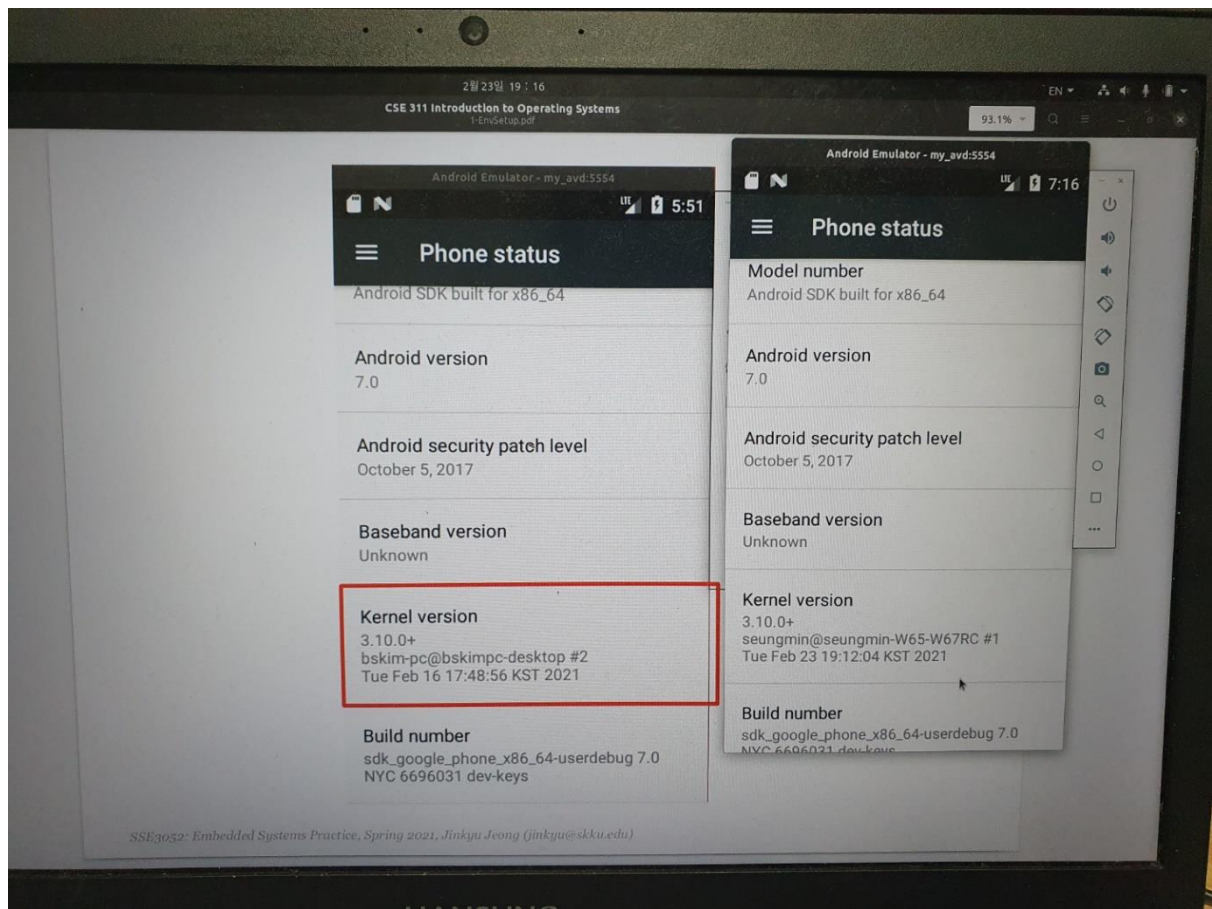 2월 23일 19 : 16
EN
CSE 311 Introduction to Operating Systems
1-EnvSetup.pdf
93.1%
Android Emulator - my_avd:5554
5:51
Phone status
Android SDK built for x86_64
Android version
7.0
Android security patch level
October 5, 2017
Baseband version
Unknown
Kernel version
3.10.0+
bskim-pc@bskimpc-desktop #2
Tue Feb 16 17:48:56 KST 2021
Build number
sdk_google_phone_x86_64-userdebug 7.0
NYC 6696031 dev-keys
Android Emulator - my_avd:5554
LTE
7:16
Phone status
Model number
Android SDK built for x86_64
Android version
7.0
Android security patch level
October 5, 2017
Baseband version
Unknown
Kernel version
3.10.0+
seungmin@seungmin-W65-W67RC #1
Tue Feb 23 19:12:04 KST 2021
Build number
sdk_google_phone_x86_64-userdebug 7.0
NYC 6696031 dev-keys
SSE3052: Embedded Systems Practice, Spring 2021, Jinkyu Jeong (jinkyu@skku.edu)